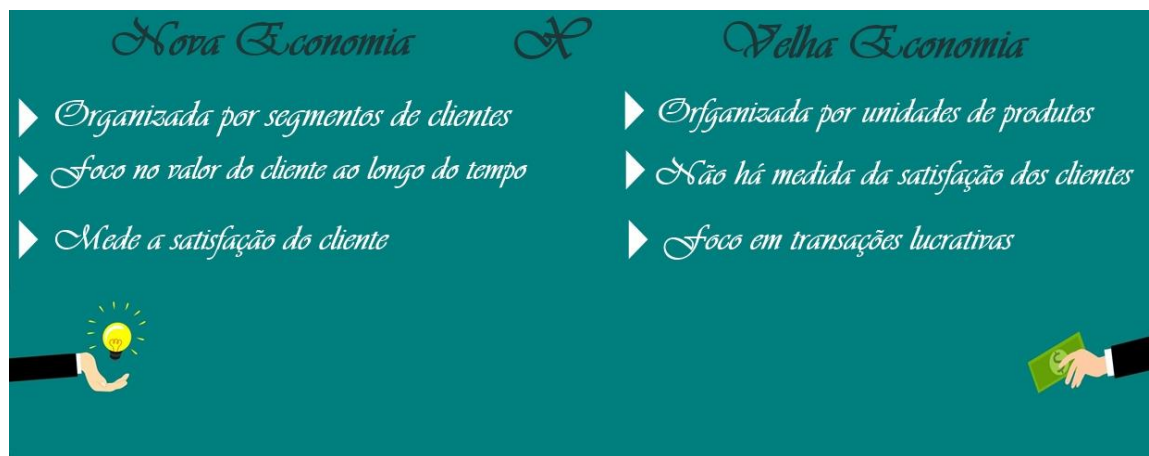 Nova Economia X Velha Economia
Organizada por segmentos de clientes
Foco no valor do cliente ao longo do tempo
Mede a satisfação do cliente
Orfganizada por unidades de produtos
Não há medida da satisfação dos clientes
Foco em transações lucrativas